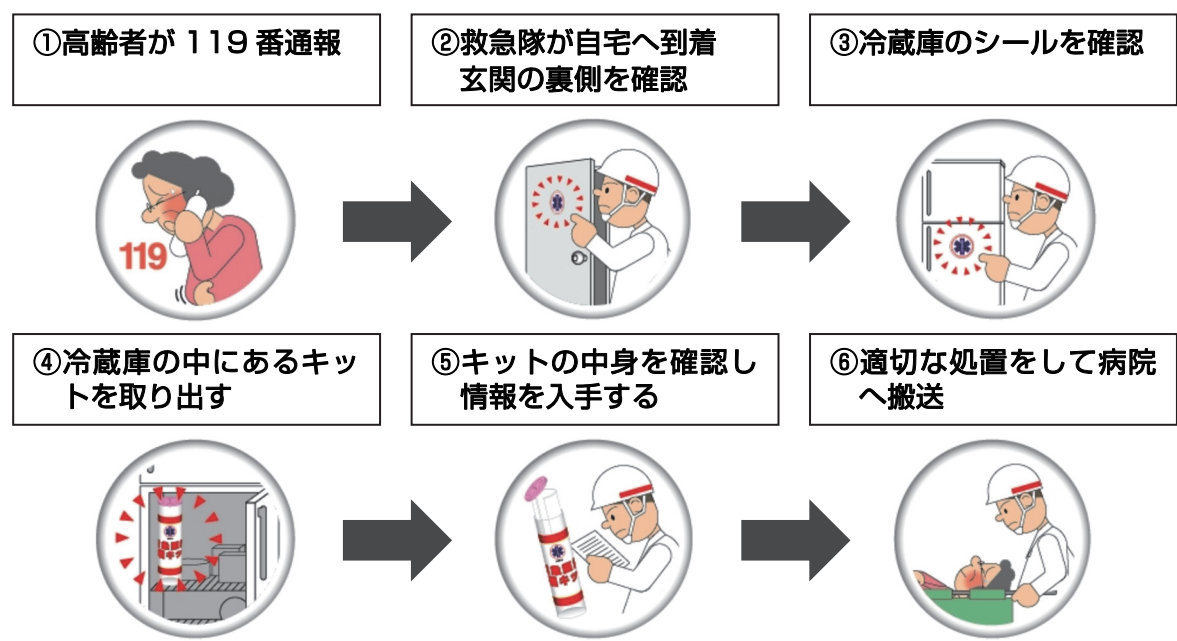 ①高齢者が119番通報
②救急隊が自宅へ到着
玄関の裏側を確認
③冷蔵庫のシールを確認
119
④冷蔵庫の中にあるキッ
トを取り出す
⑤キットの中身を確認し
情報を入手する
⑥適切な処置をして病院
へ搬送